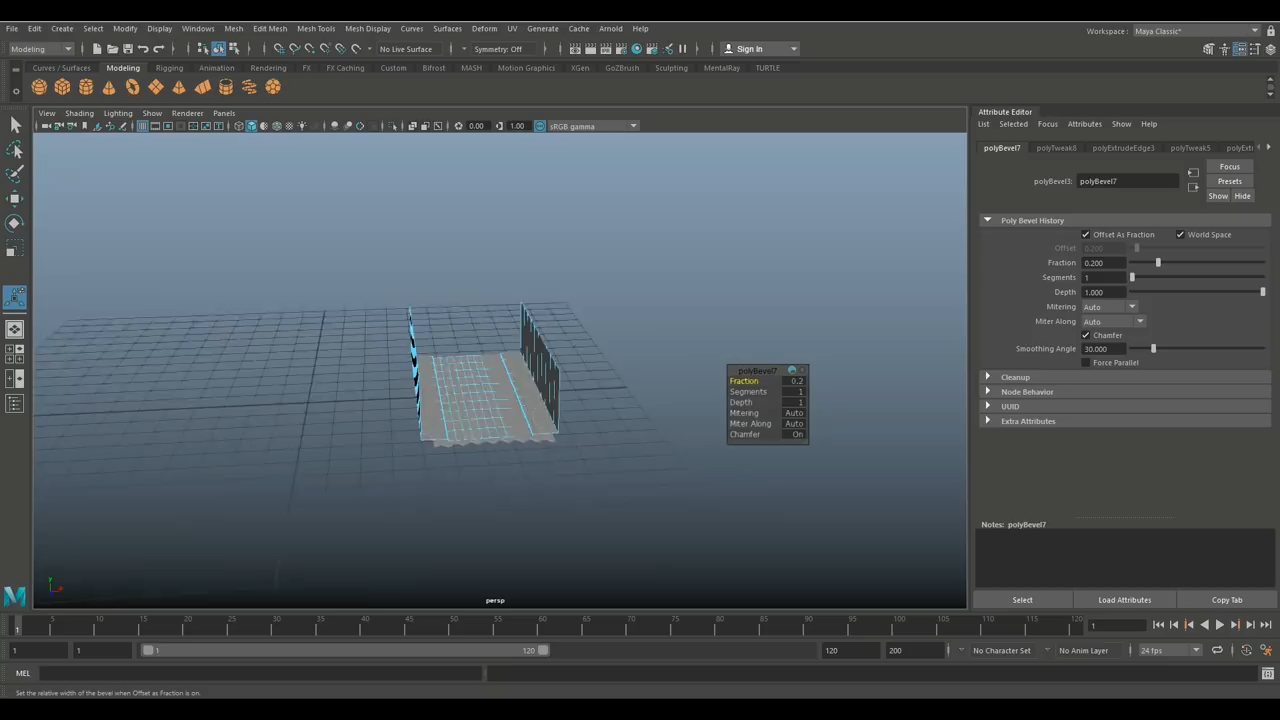 File Edit Create Select Modify Display Windows Mesh Edit Mesh Mesh Tools Mesh Display Curves Surfaces Deform UV Generate Cache Arnold Help
Workspace : Maya Classic*
Modeling No Live Surface Symmetry: Off Sign In
Curves / Surfaces Modeling Rigging Animation Rendering FX FX Caching Custom Bifrost MASH Motion Graphics XGen GoZBrush Sculpting MentalRay TURTLE
View Shading Lighting Show Renderer Panels
0.00 1.00 sRGB gamma
polyBevel7
Fraction 0.2
Segments 1
Depth 1
Mitering Auto
Miter Along Auto
Chamfer On
persp
Attribute Editor
List Selected Focus Attributes Show Help
polyBevel7 polyTweak8 polyExtrudeEdge3 polyTweak5
Focus
polyBevel3: polyBevel7 Presets
Show Hide
Poly Bevel History
Offset As Fraction World Space
Offset 0.200
Fraction 0.200
Segments 1
Depth 1.000
Mitering Auto
Miter Along Auto
Chamfer
Smoothing Angle 30.000
Force Parallel
Cleanup
Node Behavior
UUID
Extra Attributes
Notes: polyBevel7
Select Load Attributes Copy Tab
5 10 15 20 25 30 35 40 45 50 55 60 65 70 75 80 85 90 95 100 105 110 115 120
1 1
1 1 1 120 120 200 No Character Set No Anim Layer 24 fps
MEL
Set the relative width of the bevel when Offset as Fraction is on.